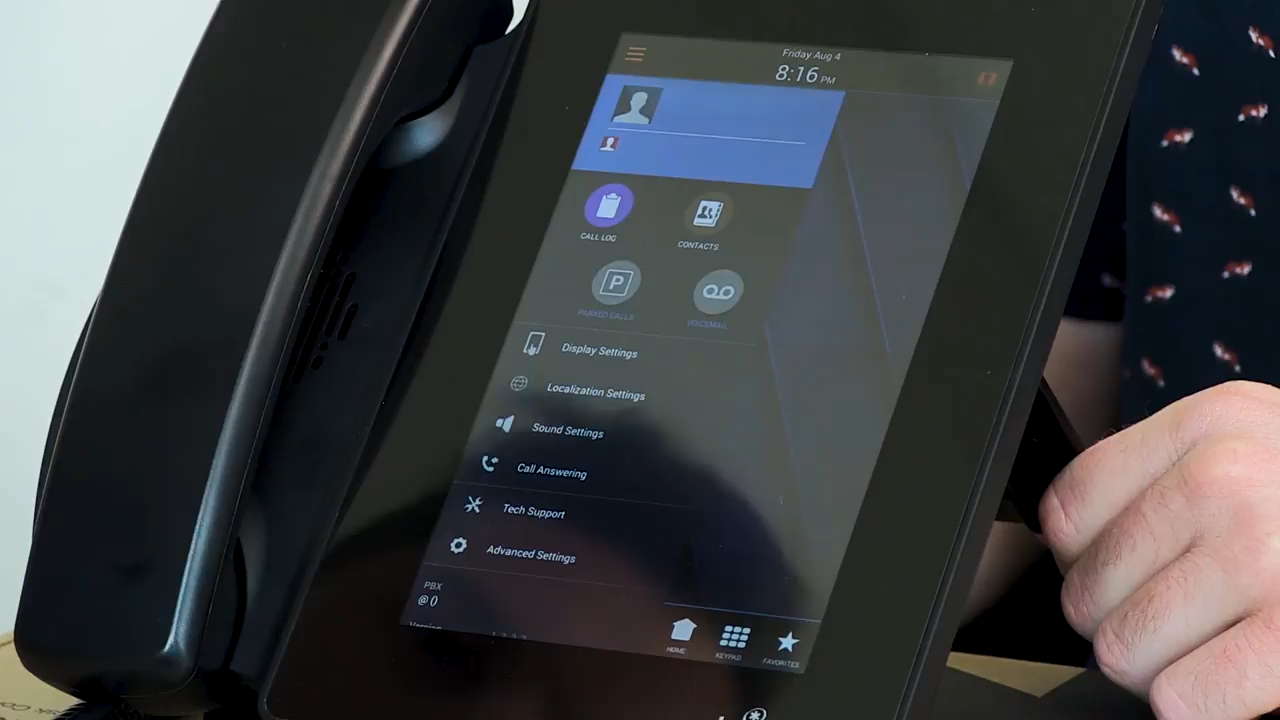 Friday Aug 4
8:16 PM
CALL LOG
CONTACTS
P
PARKED CALLS
VOICEMAIL
Display Settings
Localization Settings
Sound Settings
Call Answering
Tech Support
Advanced Settings
PBX
@ ()
Version
HOME
KEYPAD
FAVORITES